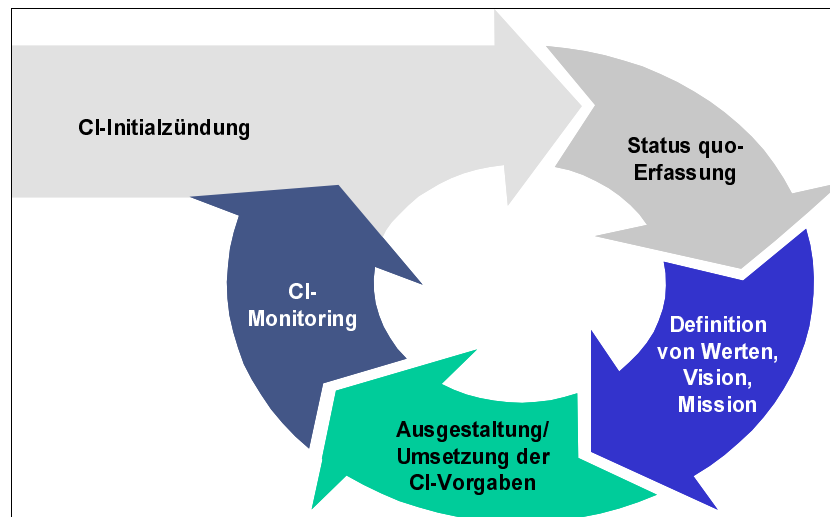 CI-Initialzündung
Status quo-
Erfassung
Definition
von Werten,
Vision,
Mission
Ausgestaltung/
Umsetzung der
CI-Vorgaben
CI-
Monitoring